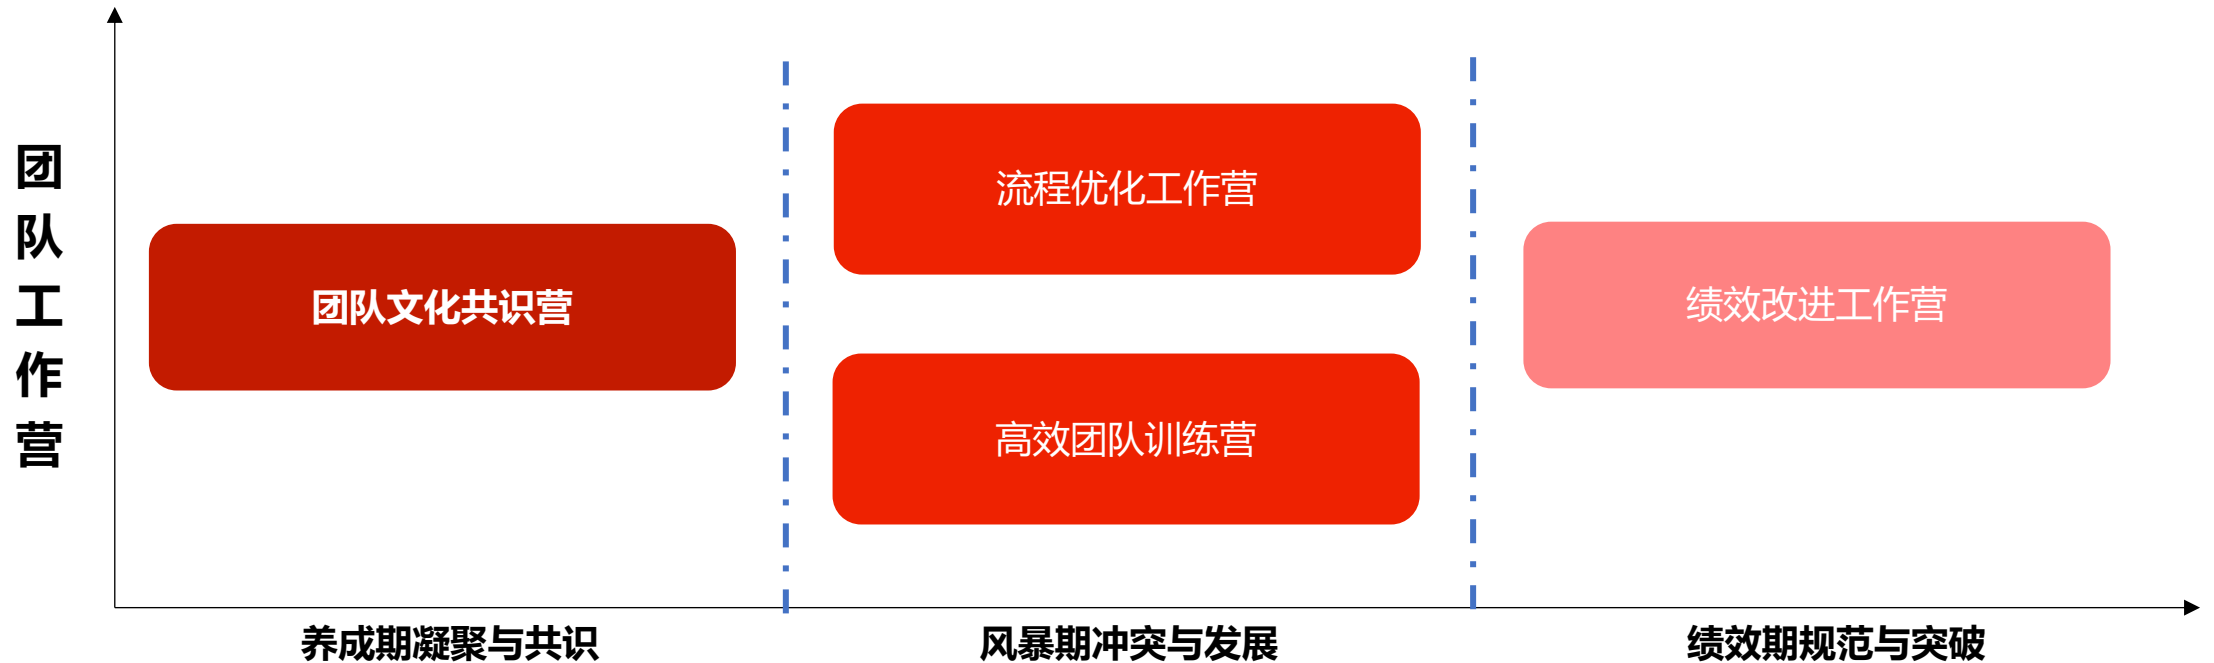 团队工作营
团队文化共识营
流程优化工作营
高效团队训练营
绩效改进工作营
养成期凝聚与共识
风暴期冲突与发展
绩效期规范与突破